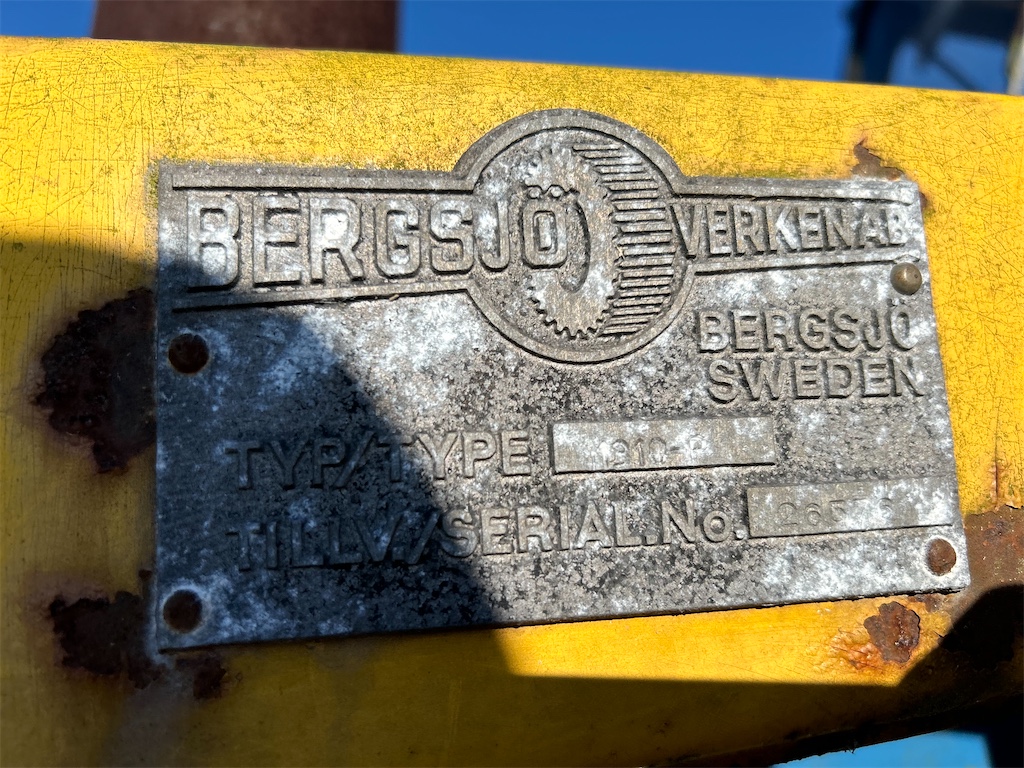 BERGSJÖ VERKEN AB
BERGSJÖ
SWEDEN
TYP/TYPE
TILLV./SERIAL.No.